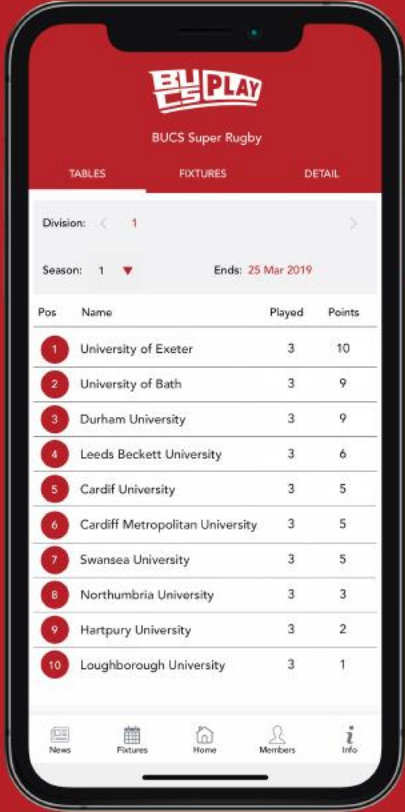 BUCS PLAY
BUCS Super Rugby
TABLES FIXTURES DETAIL
Division: < 1 >
Season: 1 ▼ Ends: 25 Mar 2019
Pos Name Played Points
1 University of Exeter 3 10
2 University of Bath 3 9
3 Durham University 3 9
4 Leeds Beckett University 3 6
5 Cardif University 3 5
6 Cardiff Metropolitan University 3 5
7 Swansea University 3 5
8 Northumbria University 3 3
9 Hartpury University 3 2
10 Loughborough University 3 1
News Fixtures Home Members Info